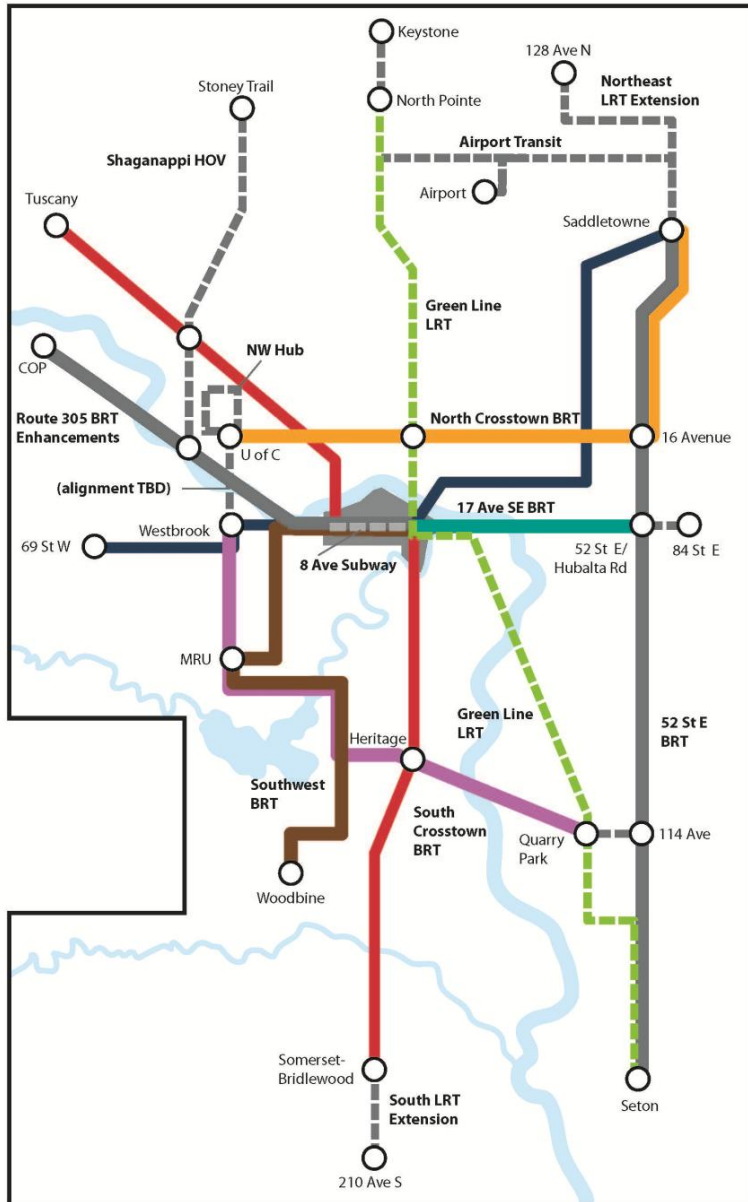 Keystone
128 Ave N
Northeast
LRT Extension
Stoney Trail
North Pointe
Airport Transit
Shaganappi HOV
Airport
Tuscany
Saddletowne
Green Line
LRT
NW Hub
COP
North Crosstown BRT
Route 305 BRT
Enhancements
U of C
16 Avenue
(alignment TBD)
17 Ave SE BRT
Westbrook
69 St W
8 Ave Subway
52 St E/
Hubalta Rd
84 St E
MRU
Green Line
LRT
52 St E
BRT
Heritage
Southwest
BRT
South
Crosstown
BRT
Quarry
Park
114 Ave
Woodbine
Somerset-
Bridlewood
South LRT
Extension
Seton
210 Ave S